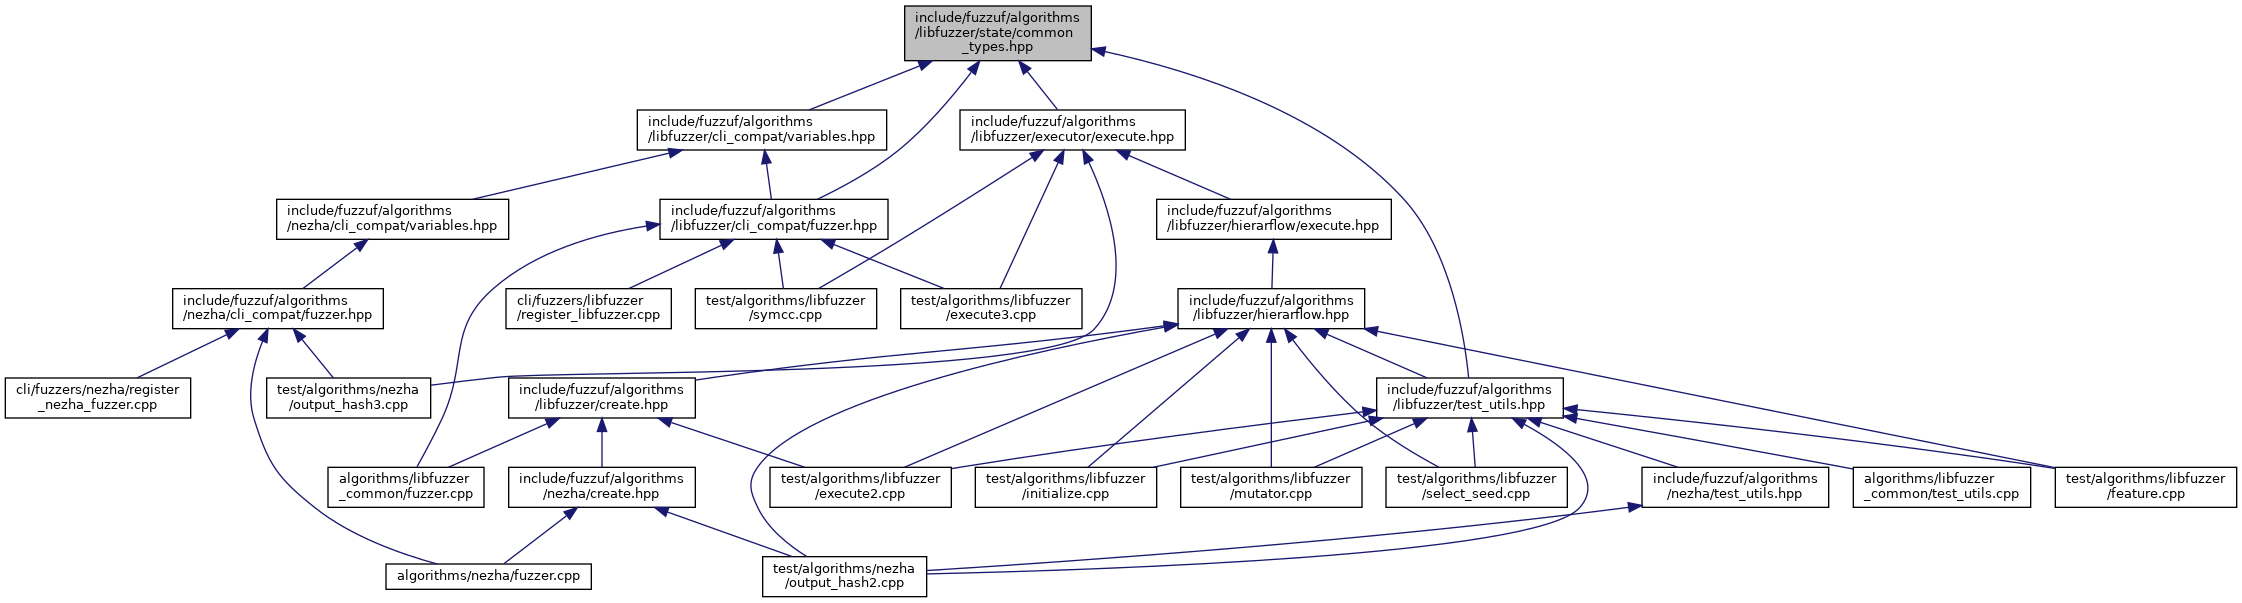 include/fuzzuf/algorithms
/libfuzzer/state/common
_types.hpp
include/fuzzuf/algorithms
/libfuzzer/cli_compat/variables.hpp
include/fuzzuf/algorithms
/libfuzzer/executor/execute.hpp
include/fuzzuf/algorithms
/nezha/cli_compat/variables.hpp
include/fuzzuf/algorithms
/libfuzzer/cli_compat/fuzzer.hpp
include/fuzzuf/algorithms
/libfuzzer/hierarflow/execute.hpp
include/fuzzuf/algorithms
/nezha/cli_compat/fuzzer.hpp
cli/fuzzers/libfuzzer
/register_libfuzzer.cpp
test/algorithms/libfuzzer
/symcc.cpp
test/algorithms/libfuzzer
/execute3.cpp
include/fuzzuf/algorithms
/libfuzzer/hierarflow.hpp
cli/fuzzers/nezha/register
_nezha_fuzzer.cpp
test/algorithms/nezha
/output_hash3.cpp
include/fuzzuf/algorithms
/libfuzzer/create.hpp
include/fuzzuf/algorithms
/libfuzzer/test_utils.hpp
algorithms/libfuzzer
_common/fuzzer.cpp
include/fuzzuf/algorithms
/nezha/create.hpp
test/algorithms/libfuzzer
/execute2.cpp
test/algorithms/libfuzzer
/initialize.cpp
test/algorithms/libfuzzer
/mutator.cpp
test/algorithms/libfuzzer
/select_seed.cpp
include/fuzzuf/algorithms
/nezha/test_utils.hpp
algorithms/libfuzzer
_common/test_utils.cpp
test/algorithms/libfuzzer
/feature.cpp
algorithms/nezha/fuzzer.cpp
test/algorithms/nezha
/output_hash2.cpp